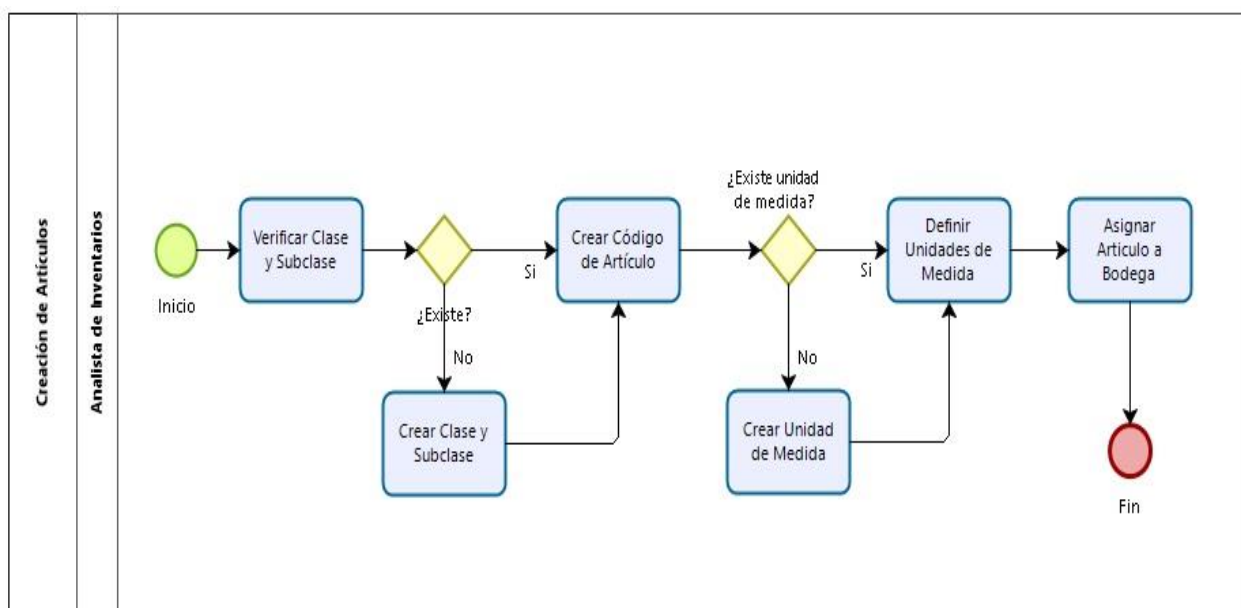 Creación de Artículos
Analista de Inventarios
Inicio
Verificar Clase
y Subclase
¿Existe?
Si
No
Crear Clase y
Subclase
Crear Código
de Artículo
¿Existe unidad
de medida?
Si
No
Crear Unidad
de Medida
Definir
Unidades de
Medida
Asignar
Artículo a
Bodega
Fin